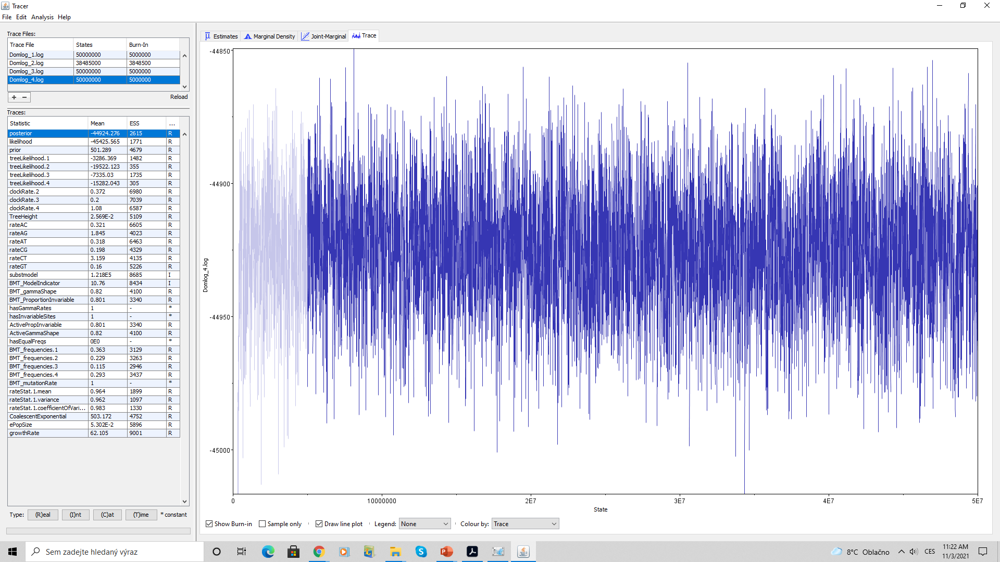 Tracer
File Edit Analysis Help
Trace Files:
Trace File States Burn-In
Domlog_1.log 50000000 5000000
Domlog_2.log 38485000 3848500
Domlog_3.log 50000000 5000000
Domlog_4.log 50000000 5000000
+ − Reload
Traces:
Statistic Mean ESS ...
posterior -44924.276 2615 R
likelihood -45425.565 1771 R
prior 501.289 4679 R
treeLikelihood.1 -3286.369 1482 R
treeLikelihood.2 -19522.123 355 R
treeLikelihood.3 -7335.03 1735 R
treeLikelihood.4 -15282.043 305 R
clockRate.2 0.372 6980 R
clockRate.3 0.2 7039 R
clockRate.4 1.08 6587 R
TreeHeight 2.569E-2 5109 R
rateAC 0.321 6605 R
rateAG 1.845 4023 R
rateAT 0.318 6463 R
rateCG 0.198 4329 R
rateCT 3.159 4135 R
rateGT 0.16 5226 R
substmodel 1.218E5 8685 I
BMT_ModelIndicator 10.76 8434 I
BMT_gammaShape 0.82 4100 R
BMT_ProportionInvariable 0.801 3340 R
hasGammaRates 1 - *
hasInvariableSites 1 - *
ActivePropInvariable 0.801 3340 R
ActiveGammaShape 0.82 4100 R
hasEqualFreqs 0E0 - *
BMT_frequencies.1 0.363 3129 R
BMT_frequencies.2 0.229 3263 R
BMT_frequencies.3 0.115 2946 R
BMT_frequencies.4 0.293 3437 R
BMT_mutationRate 1 - *
rateStat.1.mean 0.964 1899 R
rateStat.1.variance 0.962 1097 R
rateStat.1.coefficientOfVari... 0.983 1330 R
CoalescentExponential 503.172 4752 R
ePopSize 5.302E-2 5896 R
growthRate 62.105 9001 R
Type: (R)eal (I)nt (C)at (T)ime * constant
Estimates Marginal Density Joint-Marginal Trace
-44850
-44900
-44950
-45000
Domlog_4.log
0 10000000 2E7 3E7 4E7 5E7
State
Show Burn-in Sample only Draw line plot Legend: None Colour by: Trace
Sem zadejte hledaný výraz
8°C Oblačno CES 11:22 AM
11/3/2021